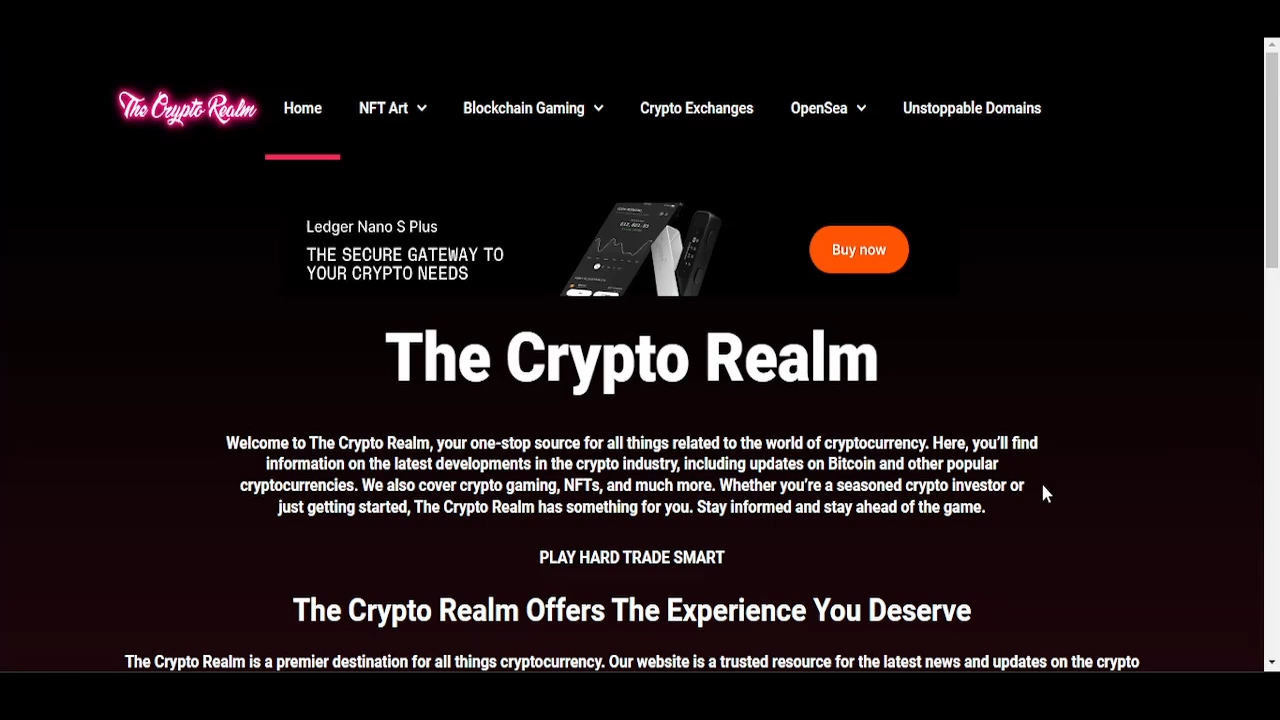 The Crypto Realm
Home
NFT Art
Blockchain Gaming
Crypto Exchanges
OpenSea
Unstoppable Domains
Ledger Nano S Plus
THE SECURE GATEWAY TO
YOUR CRYPTO NEEDS
Buy now
The Crypto Realm
Welcome to The Crypto Realm, your one-stop source for all things related to the world of cryptocurrency. Here, you’ll find
information on the latest developments in the crypto industry, including updates on Bitcoin and other popular
cryptocurrencies. We also cover crypto gaming, NFTs, and much more. Whether you’re a seasoned crypto investor or
just getting started, The Crypto Realm has something for you. Stay informed and stay ahead of the game.
PLAY HARD TRADE SMART
The Crypto Realm Offers The Experience You Deserve
The Crypto Realm is a premier destination for all things cryptocurrency. Our website is a trusted resource for the latest news and updates on the crypto